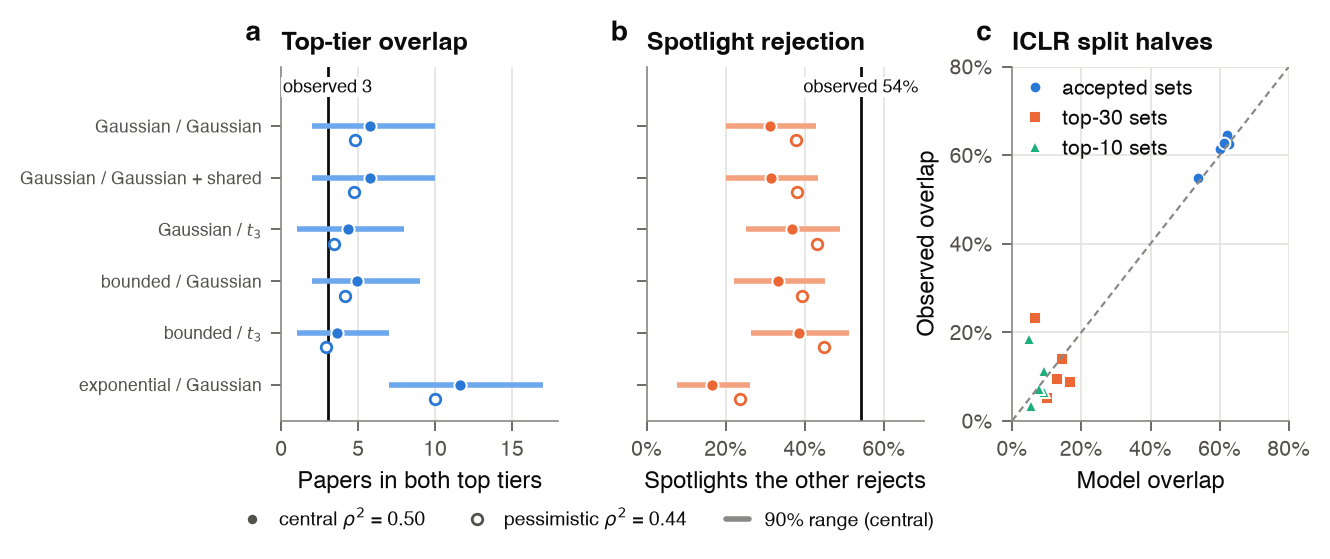 a Top-tier overlap
observed 3
Gaussian / Gaussian
Gaussian / Gaussian + shared
Gaussian / t₃
bounded / Gaussian
bounded / t₃
exponential / Gaussian
0 5 10 15
Papers in both top tiers
b Spotlight rejection
observed 54%
0% 20% 40% 60%
Spotlights the other rejects
c ICLR split halves
80%
60%
40%
20%
0%
Observed overlap
accepted sets
top-30 sets
top-10 sets
0% 20% 40% 60% 80%
Model overlap
central ρ² = 0.50 pessimistic ρ² = 0.44 90% range (central)